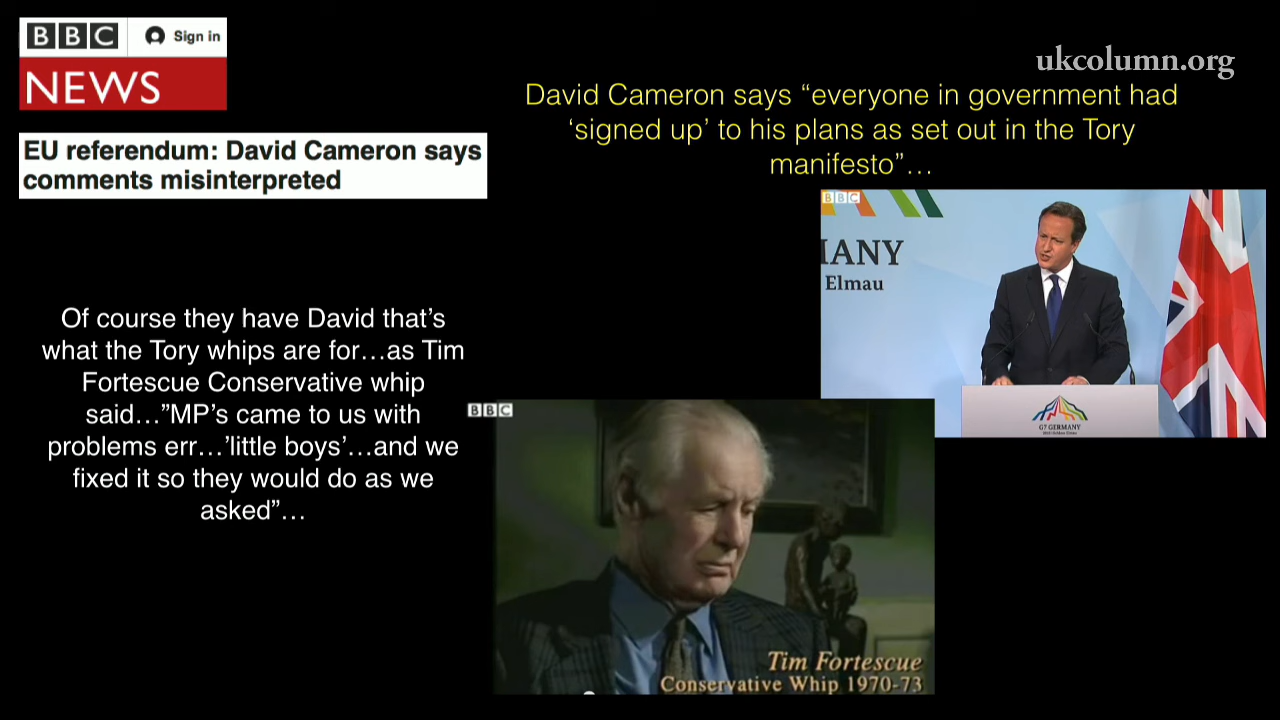 BBC
Sign in
NEWS
ukcolumn.org
David Cameron says “everyone in government had
‘signed up’ to his plans as set out in the Tory
manifesto”…
EU referendum: David Cameron says
comments misinterpreted
BBC
MANY
Elmau
G7 GERMANY
Of course they have David that’s
what the Tory whips are for…as Tim
Fortescue Conservative whip
said…”MP’s came to us with
problems err…’little boys’…and we
fixed it so they would do as we
asked”…
BBC
Tim Fortescue
Conservative Whip 1970-73